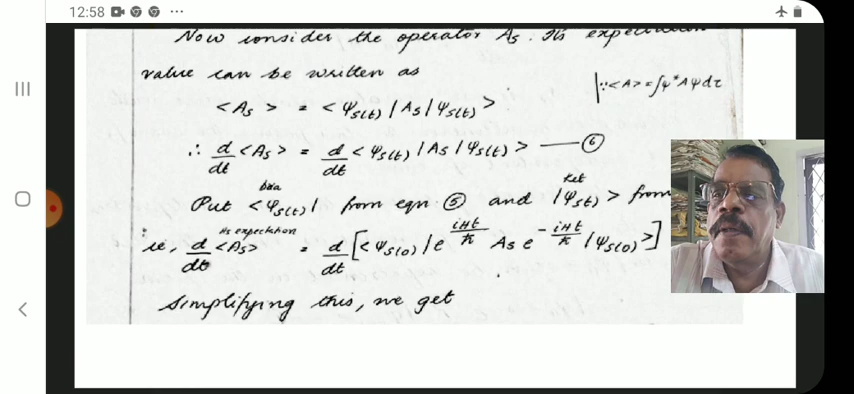 12:58
Now consider the operator As. Its expectation
value can be written as
|∵<A> = ∫ψ*Aψdτ
<As> = <ψs(t) | As | ψs(t)>
∴ d/dt <As> = d/dt <ψs(t) | As | ψs(t)> —— ⑥
bra ket
Put <ψs(t)| from eqn. ⑤ and |ψst> from
As expectation
ie, d/dt <As> = d/dt [<ψs(0)| e^{iHt/ħ} As e^{-iHt/ħ} |ψs(0)>]
Simplifying this, we get